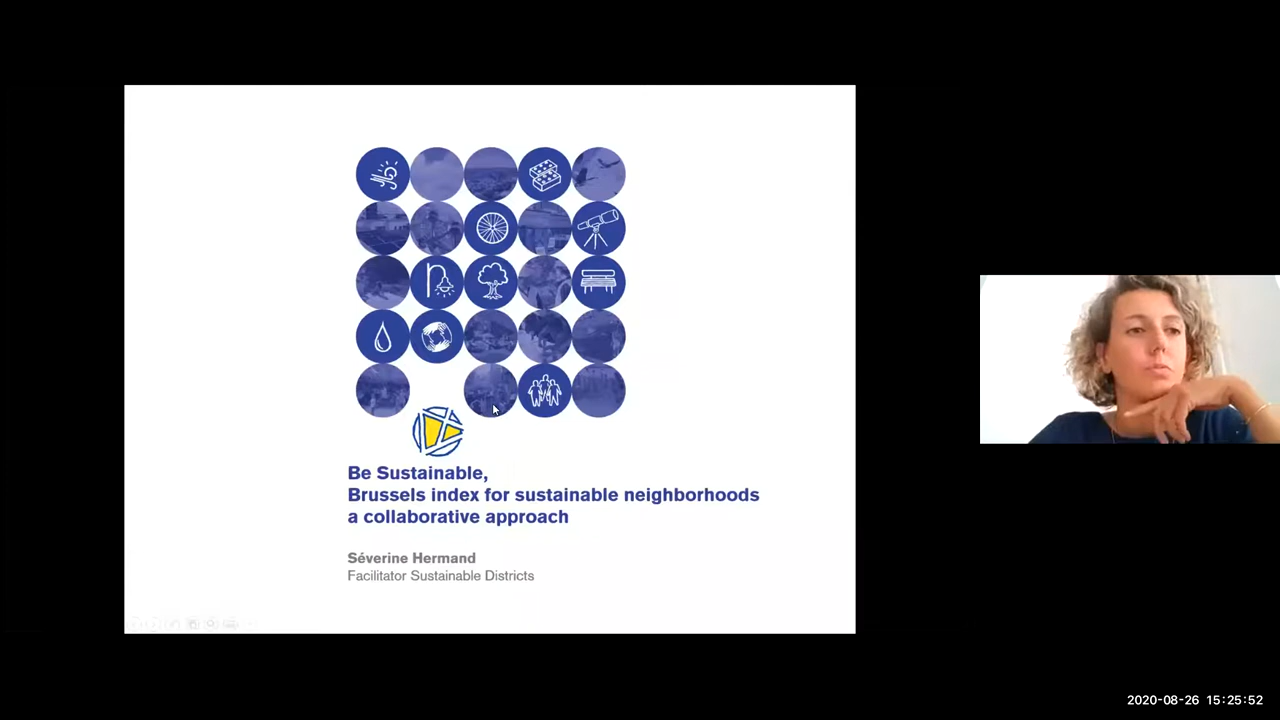 Be Sustainable,
Brussels index for sustainable neighborhoods
a collaborative approach
Séverine Hermand
Facilitator Sustainable Districts
2020-08-26 15:25:52